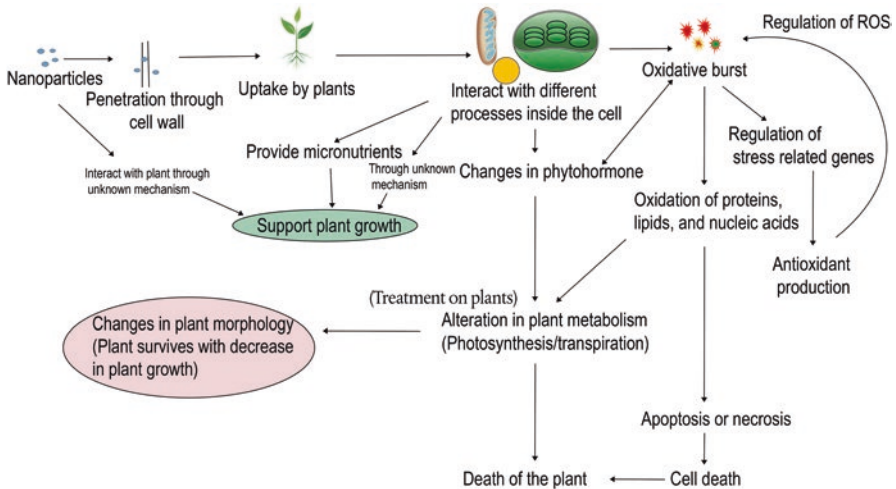 Regulation of ROS
Nanoparticles
Penetration through
cell wall
Uptake by plants
Interact with different
processes inside the cell
Oxidative burst
Interact with plant through
unknown mechanism
Provide micronutrients
Through unknown
mechanism
Changes in phytohormone
Regulation of
stress related genes
Support plant growth
Oxidation of proteins,
lipids, and nucleic acids
Antioxidant
production
(Treatment on plants)
Alteration in plant metabolism
(Photosynthesis/transpiration)
Changes in plant morphology
(Plant survives with decrease
in plant growth)
Apoptosis or necrosis
Death of the plant
Cell death